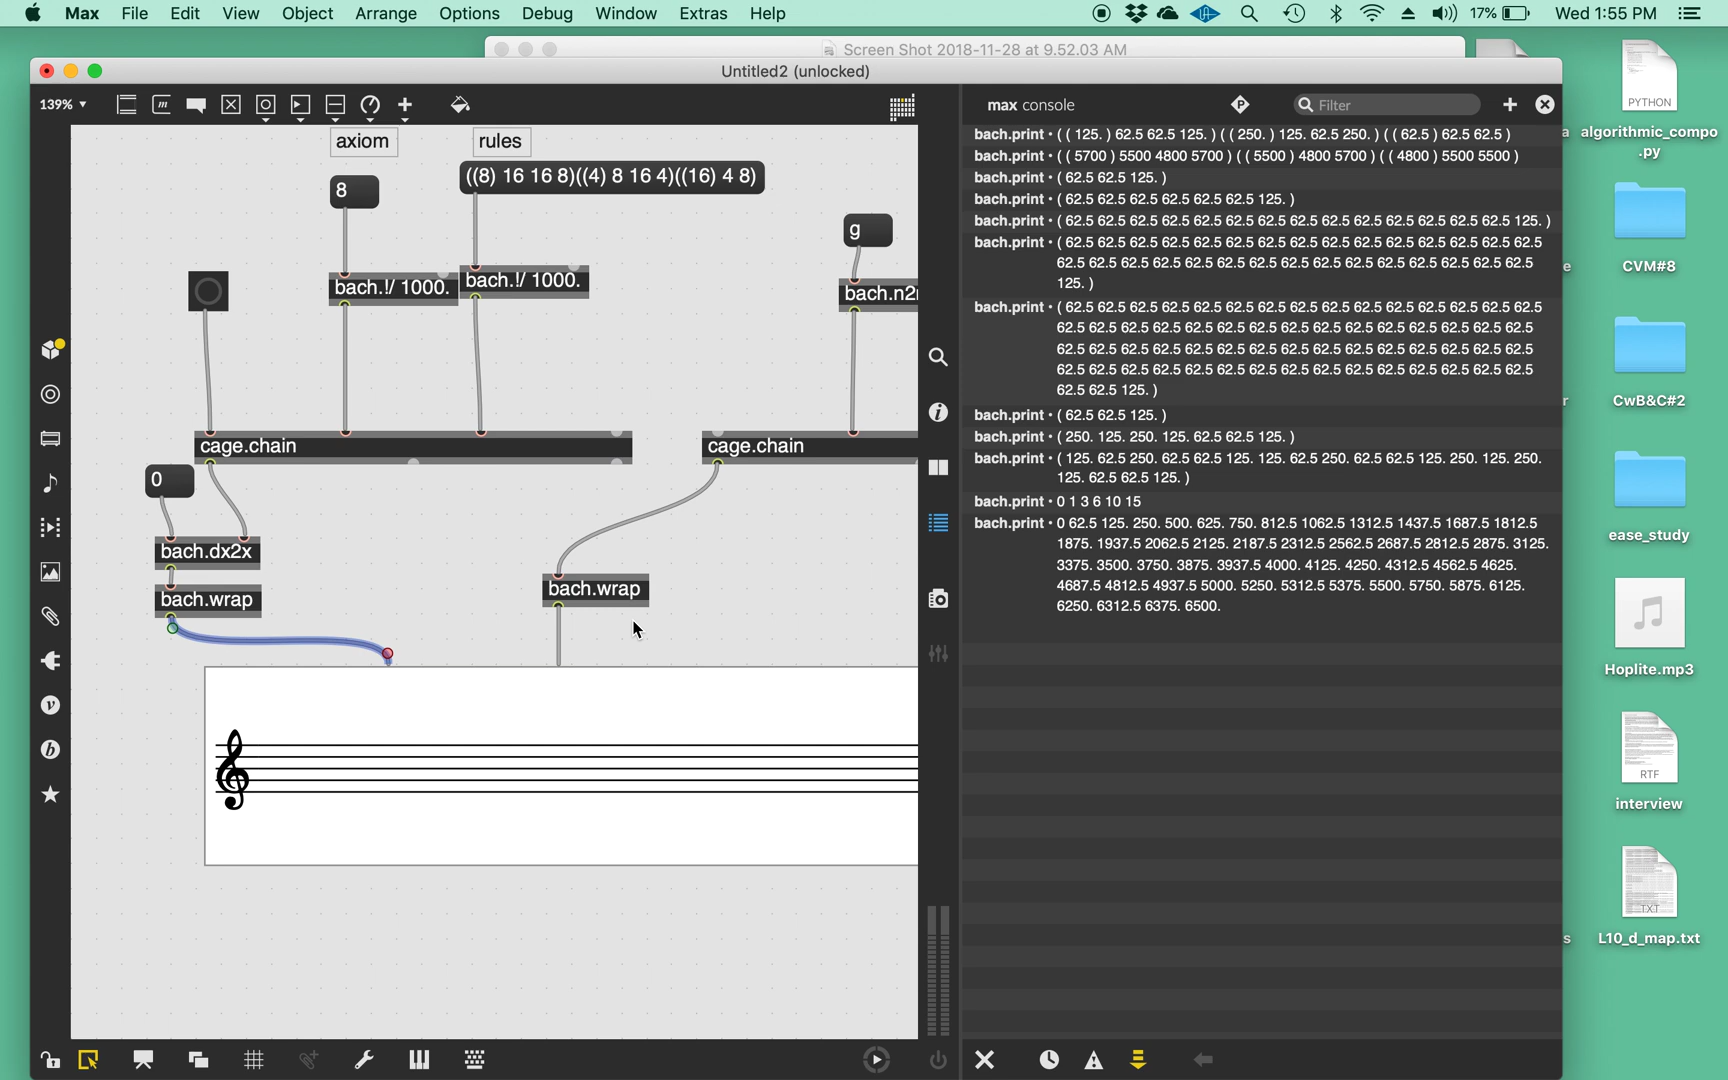 Max File Edit View Object Arrange Options Debug Window Extras Help 17% Wed 1:55 PM
Screen Shot 2018-11-28 at 9.52.03 AM
Untitled2 (unlocked)
139%
max console
Filter
axiom
rules
8
((8) 16 16 8)((4) 8 16 4)((16) 4 8)
g
bach.!/ 1000.
bach.!/ 1000.
bach.n2
cage.chain
cage.chain
0
bach.dx2x
bach.wrap
bach.wrap
bach.print • ( ( 125. ) 62.5 62.5 125. ) ( ( 250. ) 125. 62.5 250. ) ( ( 62.5 ) 62.5 62.5 )
bach.print • ( ( 5700 ) 5500 4800 5700 ) ( ( 5500 ) 4800 5700 ) ( ( 4800 ) 5500 5500 )
bach.print • ( 62.5 62.5 125. )
bach.print • ( 62.5 62.5 62.5 62.5 62.5 62.5 125. )
bach.print • ( 62.5 62.5 62.5 62.5 62.5 62.5 62.5 62.5 62.5 62.5 62.5 62.5 62.5 62.5 125. )
bach.print • ( 62.5 62.5 62.5 62.5 62.5 62.5 62.5 62.5 62.5 62.5 62.5 62.5 62.5 62.5 62.5
62.5 62.5 62.5 62.5 62.5 62.5 62.5 62.5 62.5 62.5 62.5 62.5 62.5 62.5 62.5
125. )
bach.print • ( 62.5 62.5 62.5 62.5 62.5 62.5 62.5 62.5 62.5 62.5 62.5 62.5 62.5 62.5 62.5
62.5 62.5 62.5 62.5 62.5 62.5 62.5 62.5 62.5 62.5 62.5 62.5 62.5 62.5 62.5
62.5 62.5 62.5 62.5 62.5 62.5 62.5 62.5 62.5 62.5 62.5 62.5 62.5 62.5 62.5
62.5 62.5 62.5 62.5 62.5 62.5 62.5 62.5 62.5 62.5 62.5 62.5 62.5 62.5 62.5
62.5 62.5 125. )
bach.print • ( 62.5 62.5 125. )
bach.print • ( 250. 125. 250. 125. 62.5 62.5 125. )
bach.print • ( 125. 62.5 250. 62.5 62.5 125. 125. 62.5 250. 62.5 62.5 125. 250. 125. 250.
125. 62.5 62.5 125. )
bach.print • 0 1 3 6 10 15
bach.print • 0 62.5 125. 250. 500. 625. 750. 812.5 1062.5 1312.5 1437.5 1687.5 1812.5
1875. 1937.5 2062.5 2125. 2187.5 2312.5 2562.5 2687.5 2812.5 2875. 3125.
3375. 3500. 3750. 3875. 3937.5 4000. 4125. 4250. 4312.5 4562.5 4625.
4687.5 4812.5 4937.5 5000. 5250. 5312.5 5375. 5500. 5750. 5875. 6125.
6250. 6312.5 6375. 6500.
PYTHON
algorithmic_compo
.py
CVM#8
CwB&C#2
ease_study
Hoplite.mp3
RTF
interview
TXT
L10_d_map.txt